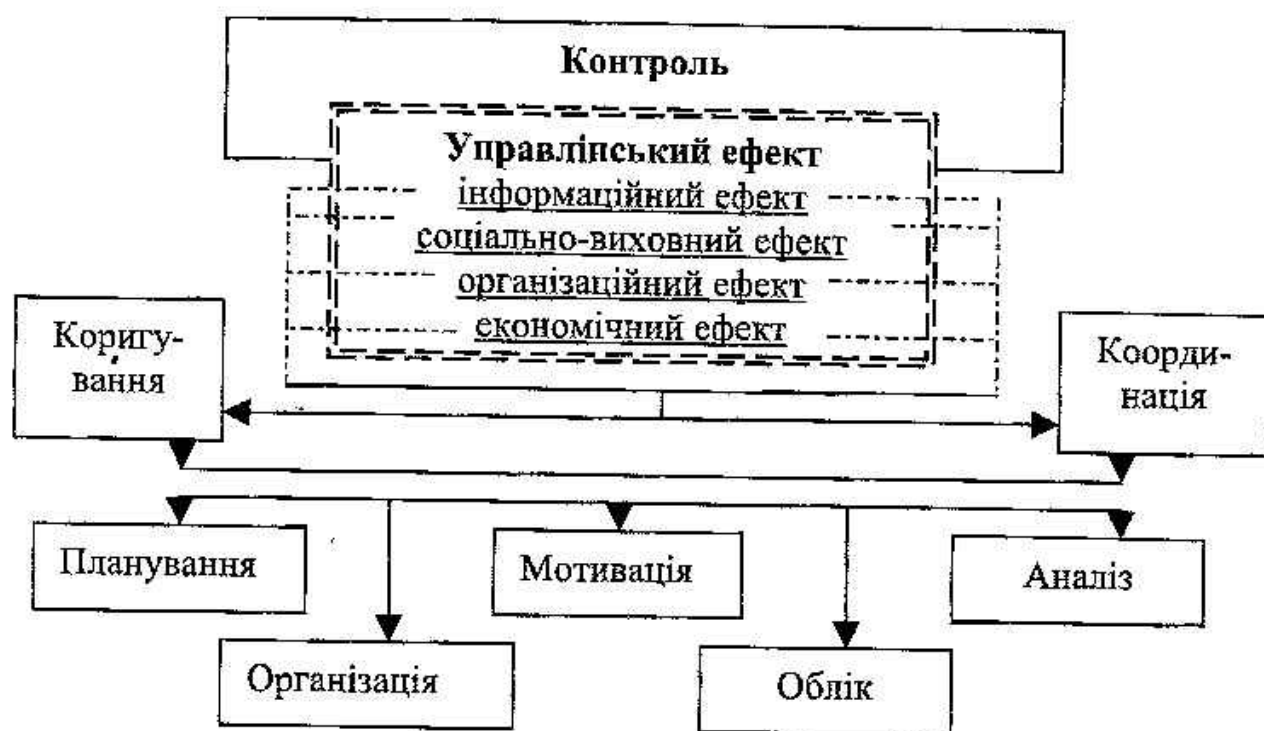 Контроль
Управліпський ефект
інформаційний ефект
соціально-виховний ефект
організаційний ефект
економічний ефект
Коригу-
вання
Коорди-
нація
Планування
Мотивація
Аналіз
Організація
Облік